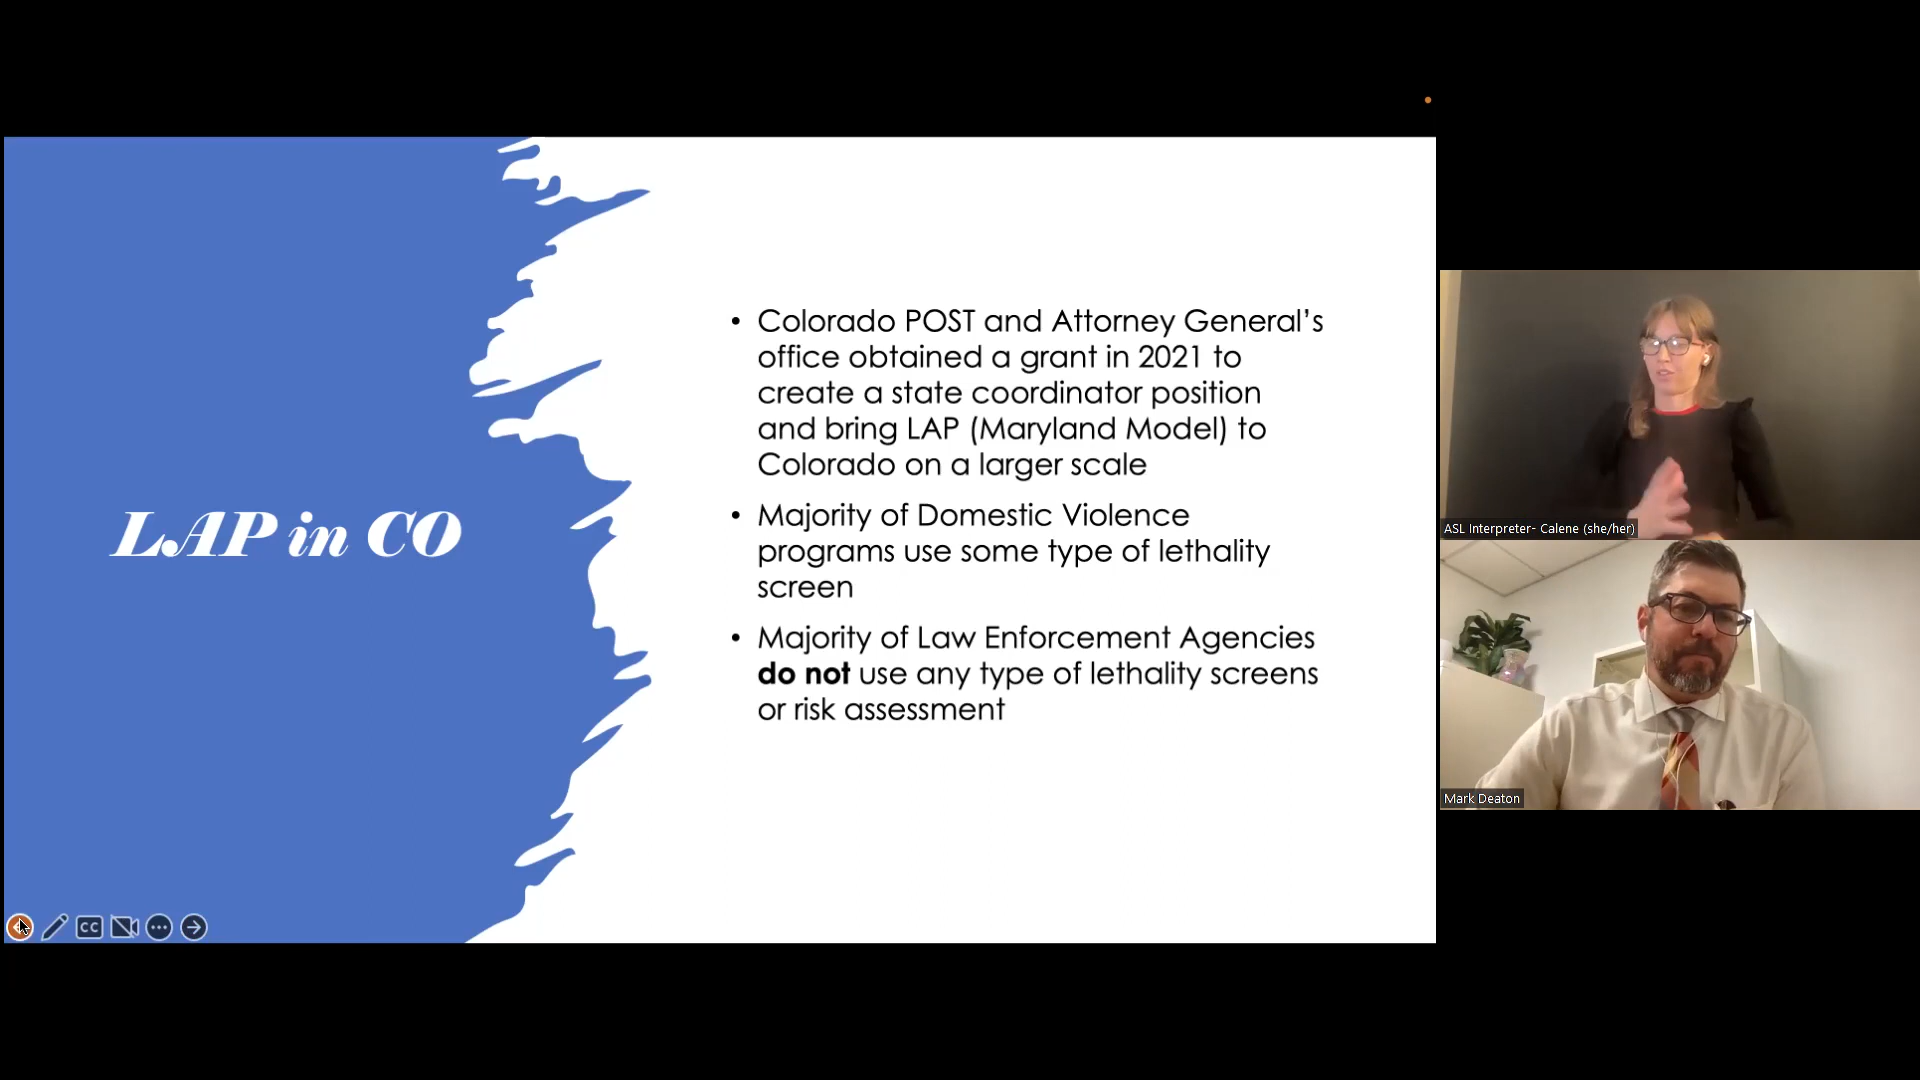 LAP in CO
• Colorado POST and Attorney General’s
office obtained a grant in 2021 to
create a state coordinator position
and bring LAP (Maryland Model) to
Colorado on a larger scale
• Majority of Domestic Violence
programs use some type of lethality
screen
• Majority of Law Enforcement Agencies
do not use any type of lethality screens
or risk assessment
CC
ASL Interpreter- Calene (she/her)
Mark Deaton